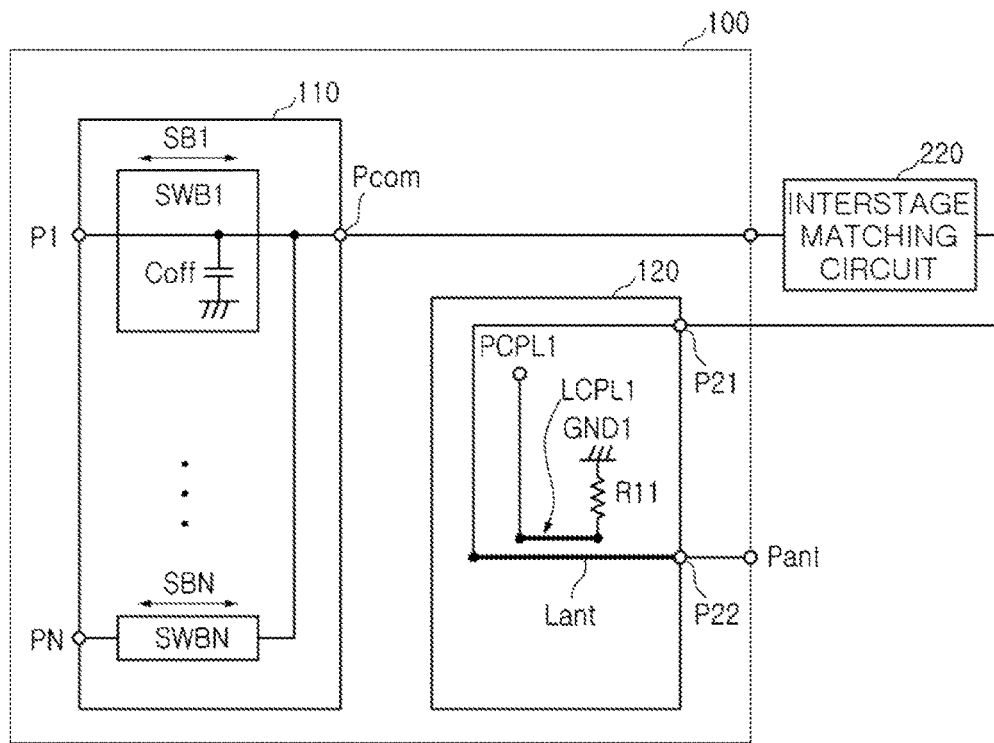 100
110
SB1
SWB1
Pcom
P1
Coff
220
INTERSTAGE
MATCHING
CIRCUIT
120
PCPL1
P21
LCPL1
GND1
R11
Pant
Lant
P22
SBN
PN
SWBN